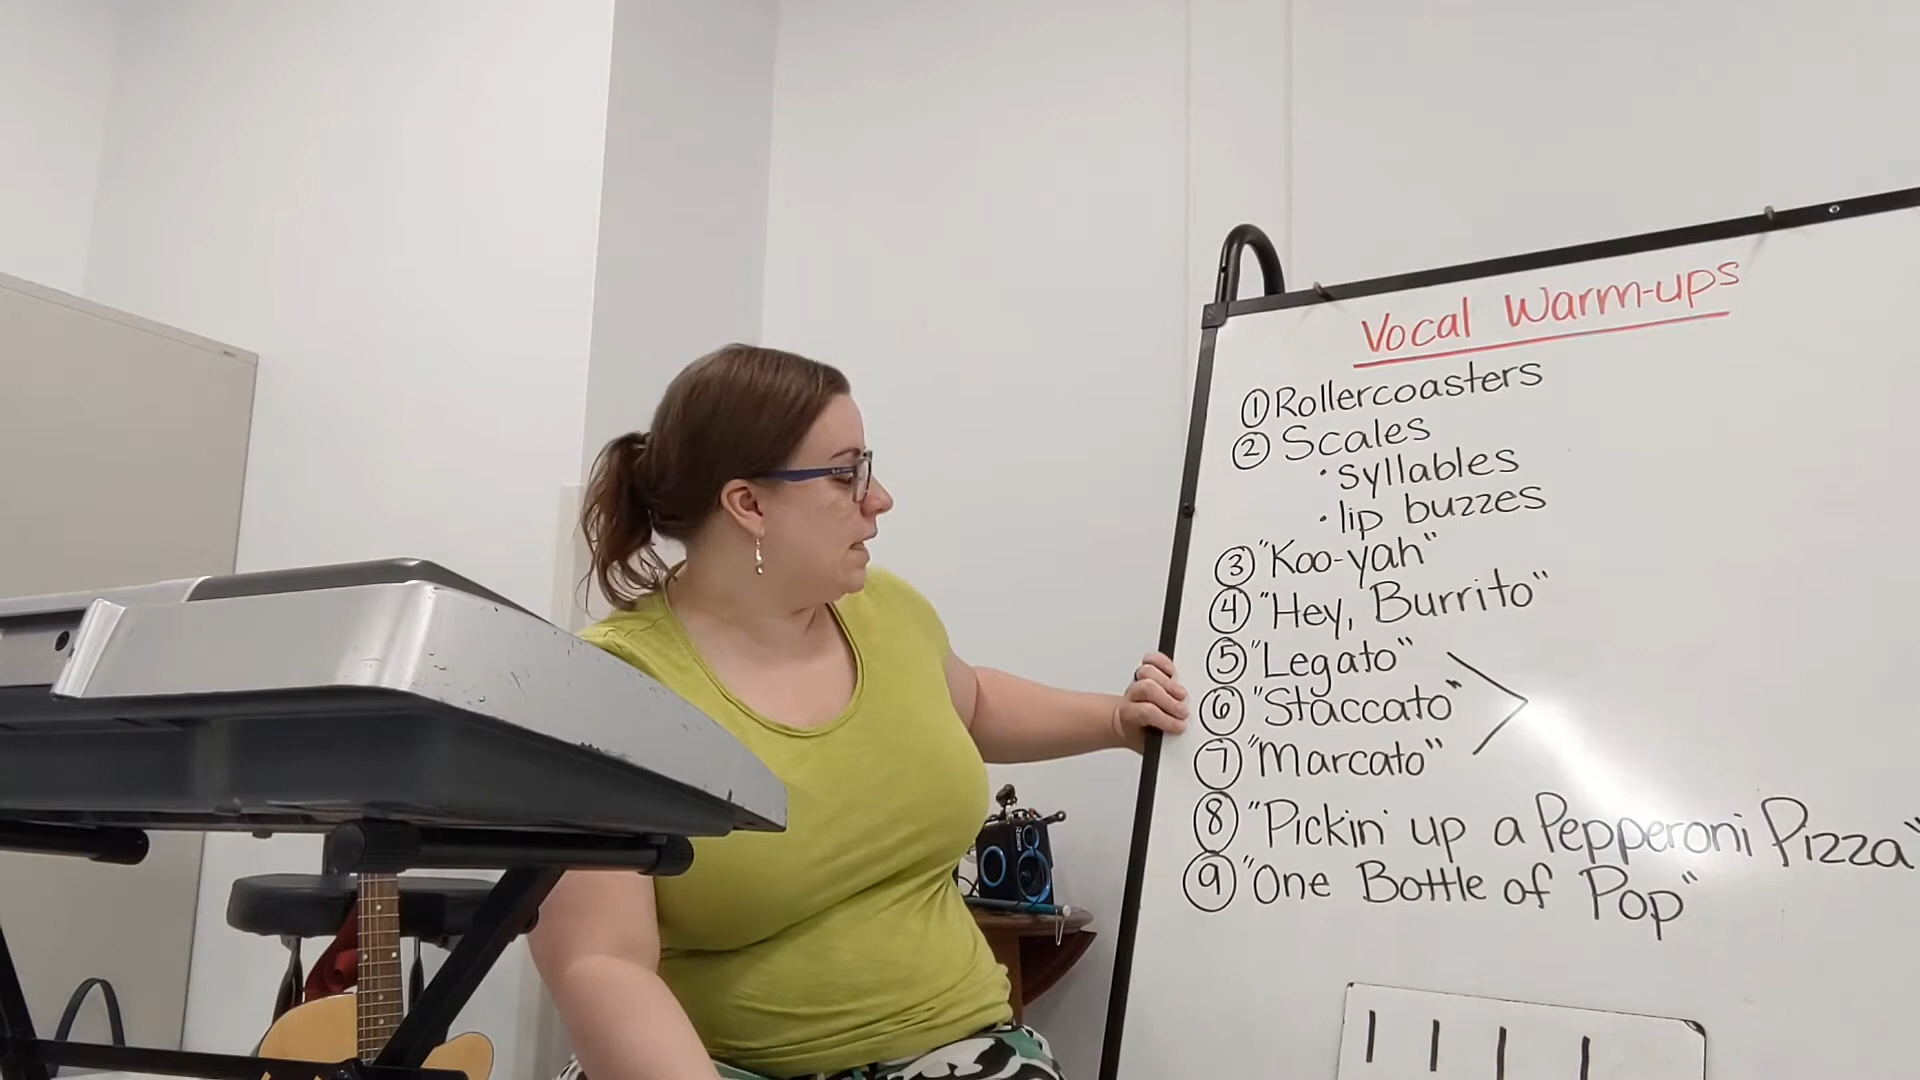 Vocal Warm-ups
① Rollercoasters
② Scales
• syllables
• lip buzzes
③ "Koo-yah"
④ "Hey, Burrito"
⑤ "Legato"
⑥ "Staccato"
⑦ "Marcato"
⑧ "Pickin' up a Pepperoni Pizza"
⑨ "One Bottle of Pop"